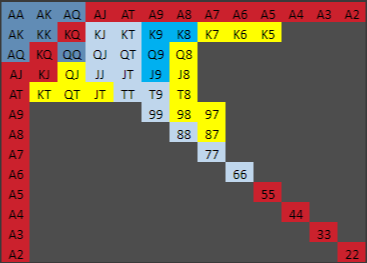 AA AK AQ AJ AT A9 A8 A7 A6 A5 A4 A3 A2
AK KK KQ KJ KT K9 K8 K7 K6 K5
AQ KQ QQ QJ QT Q9 Q8
AJ KJ QJ JJ JT J9 J8
AT KT QT JT TT T9 T8
A9 99 98 97
A8 88 87
A7 77
A6 66
A5 55
A4 44
A3 33
A2 22